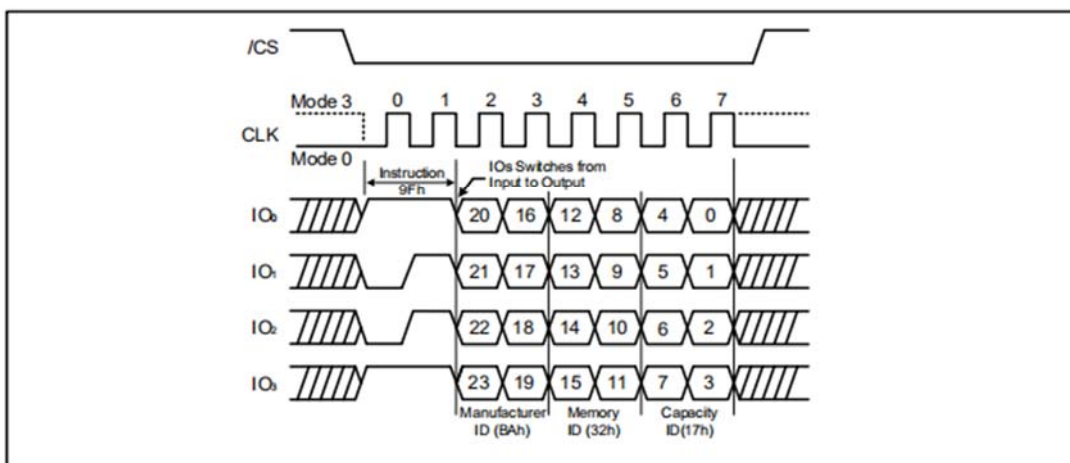 /CS
Mode 3 0 1 2 3 4 5 6 7
CLK
Mode 0
Instruction
9Fh
IOs Switches from
Input to Output
IO0 20 16 12 8 4 0
IO1 21 17 13 9 5 1
IO2 22 18 14 10 6 2
IO3 23 19 15 11 7 3
Manufacturer
ID (BAh)
Memory
ID (32h)
Capacity
ID(17h)